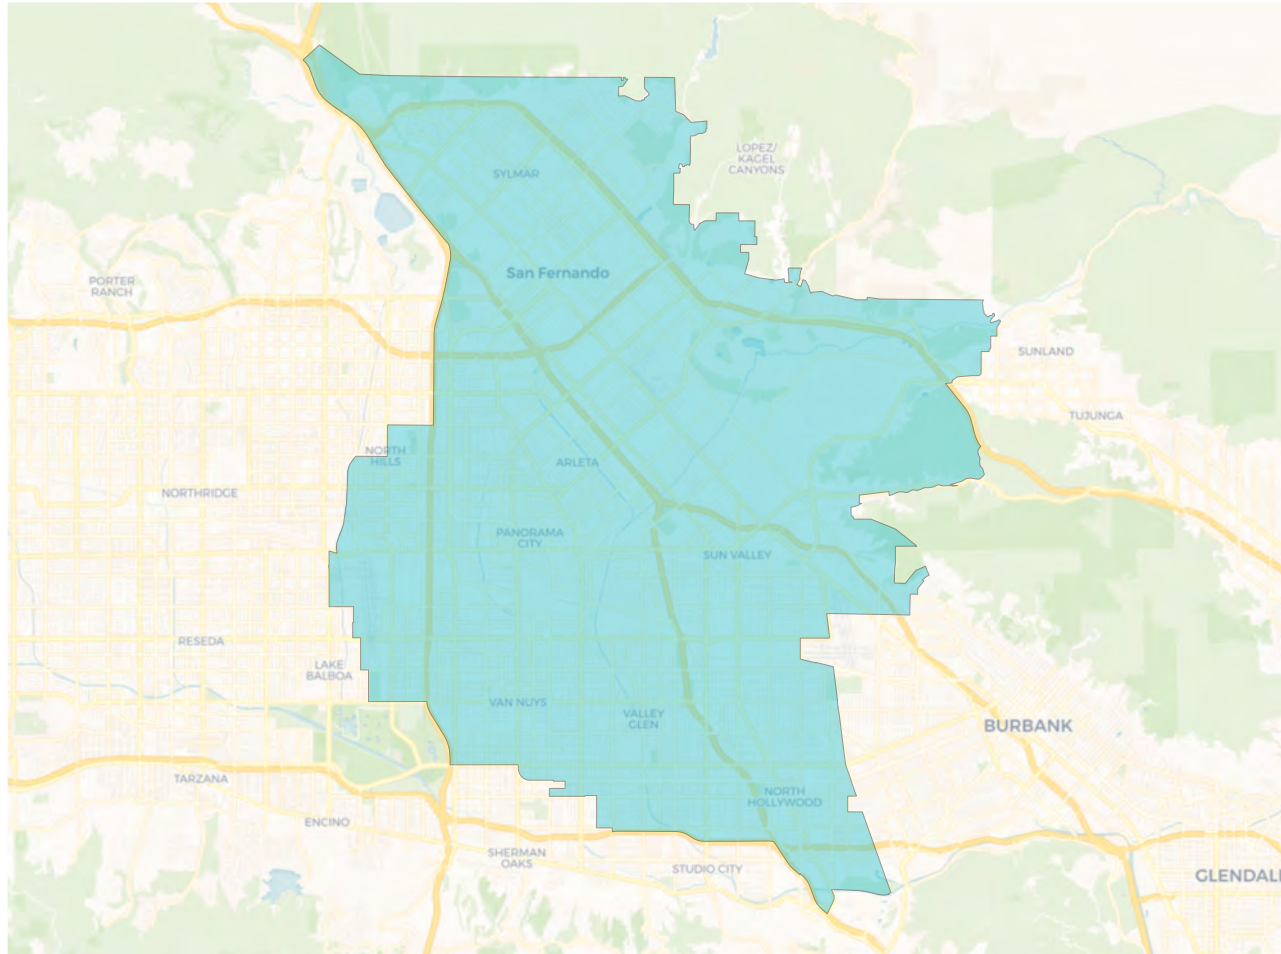 LOPEZ/
KAGEL
CANYONS
SYLMAR
San Fernando
PORTER
RANCH
SUNLAND
TUJUNGA
NORTH
HILLS
ARLETA
NORTHRIDGE
PANORAMA
CITY
SUN VALLEY
RESEDA
LAKE
BALBOA
VAN NUYS
VALLEY
GLEN
BURBANK
TARZANA
NORTH
HOLLYWOOD
ENCINO
SHERMAN
OAKS
STUDIO CITY
GLENDAL